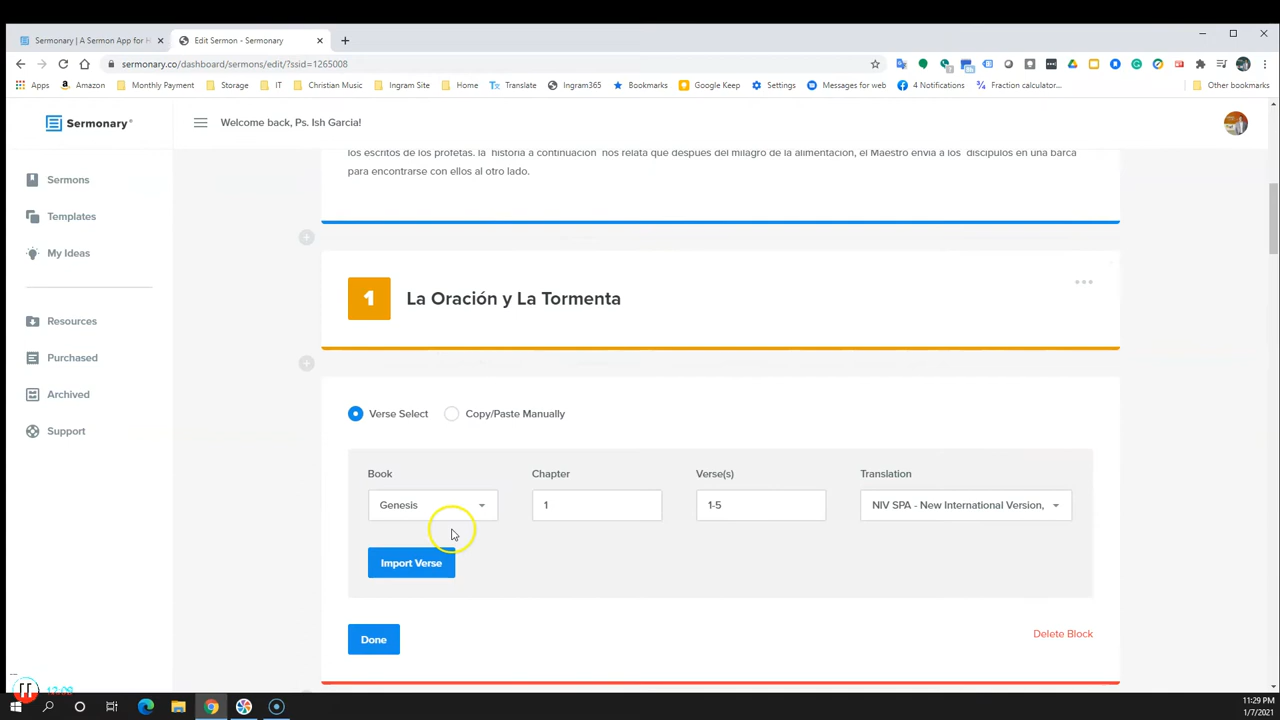 Sermonary | A Sermon App for H
Edit Sermon - Sermonary
sermonary.co/dashboard/sermons/edit/?ssid=1265008
Apps
Amazon
Monthly Payment
Storage
IT
Christian Music
Ingram Site
Home
Translate
Ingram365
Bookmarks
Google Keep
Settings
Messages for web
4 Notifications
Fraction calculator...
Other bookmarks
Sermonary
Welcome back, Ps. Ish Garcia!
los escritos de los profetas. la historia a continuacion nos relata que despues del milagro de la alimentacion, el Maestro envia a los discipulos en una barca
para encontrarse con ellos al otro lado.
Sermons
Templates
My Ideas
Resources
Purchased
Archived
Support
1 La Oración y La Tormenta
Verse Select
Copy/Paste Manually
Book
Chapter
Verse(s)
Translation
Genesis
1
1-5
NIV SPA - New International Version,
Import Verse
Done
Delete Block
11:29 PM
1/7/2021